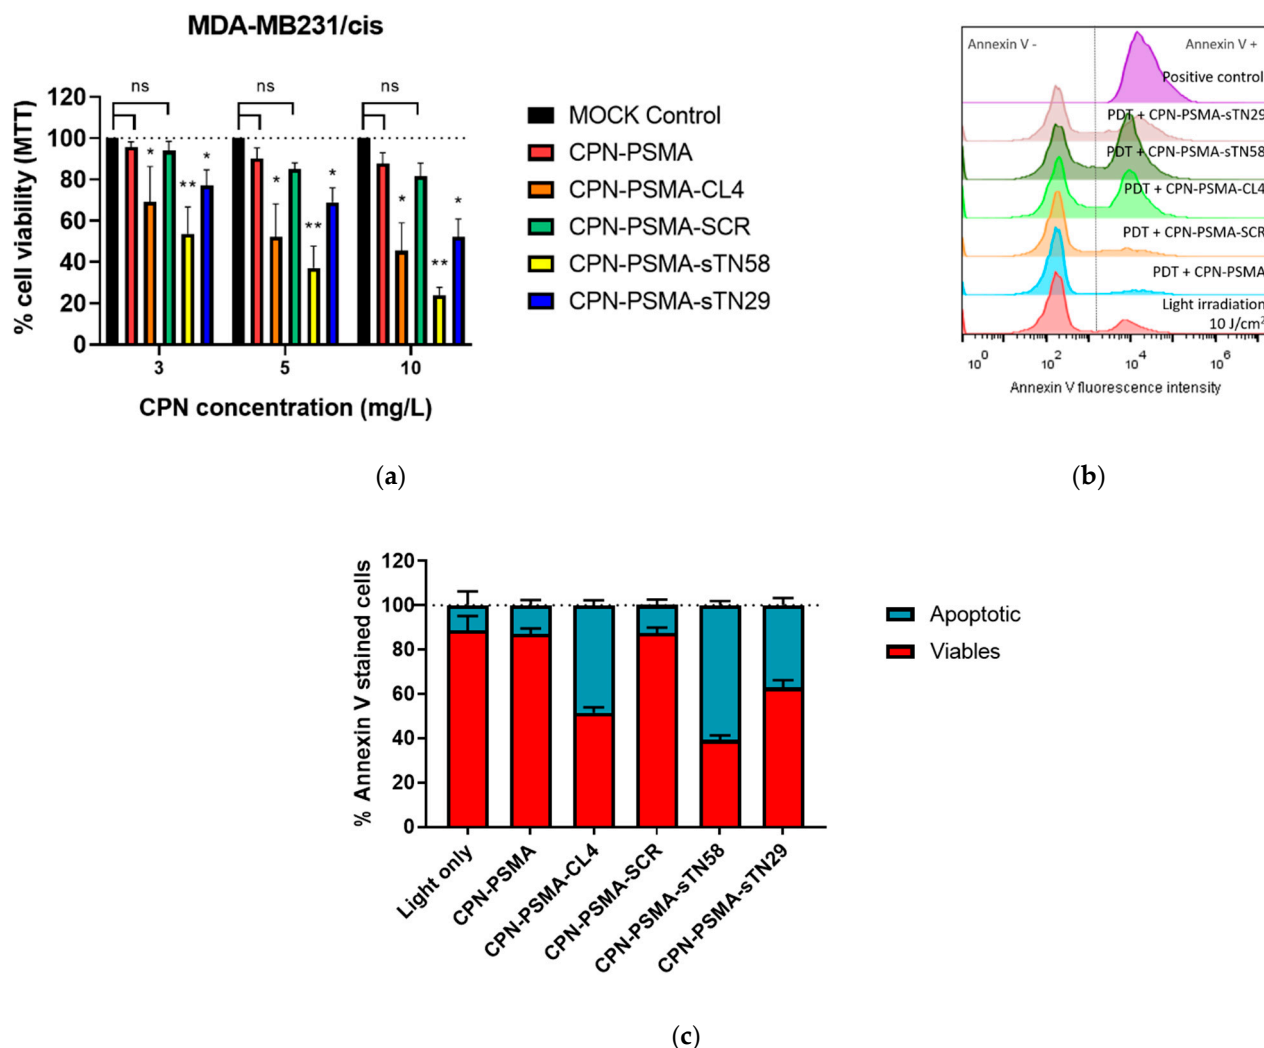 MDA-MB231/cis
% cell viability (MTT)
120
100
80
60
40
20
0
ns
ns
ns
*
**
*
*
**
*
*
**
*
3
5
10
CPN concentration (mg/L)
MOCK Control
CPN-PSMA
CPN-PSMA-CL4
CPN-PSMA-SCR
CPN-PSMA-sTN58
CPN-PSMA-sTN29
(a)
Annexin V -
Annexin V +
Positive control
PDT + CPN-PSMA-sTN29
PDT + CPN-PSMA-sTN58
PDT + CPN-PSMA-CL4
PDT + CPN-PSMA-SCR
PDT + CPN-PSMA
Light irradiation
10 J/cm²
10⁰
10²
10⁴
10⁶
Annexin V fluorescence intensity
(b)
% Annexin V stained cells
120
100
80
60
40
20
0
Light only
CPN-PSMA
CPN-PSMA-CL4
CPN-PSMA-SCR
CPN-PSMA-sTN58
CPN-PSMA-sTN29
Apoptotic
Viables
(c)